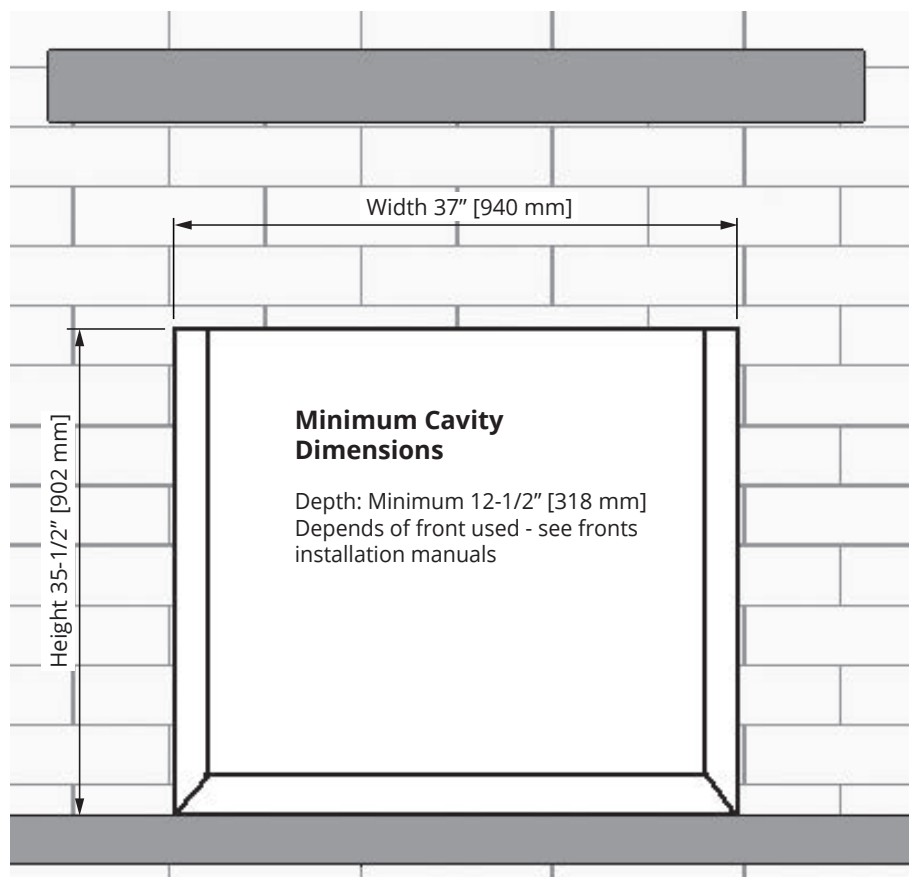 Width 37” [940 mm]
Height 35-1/2” [902 mm]
Minimum Cavity
Dimensions
Depth: Minimum 12-1/2” [318 mm]
Depends of front used - see fronts
installation manuals